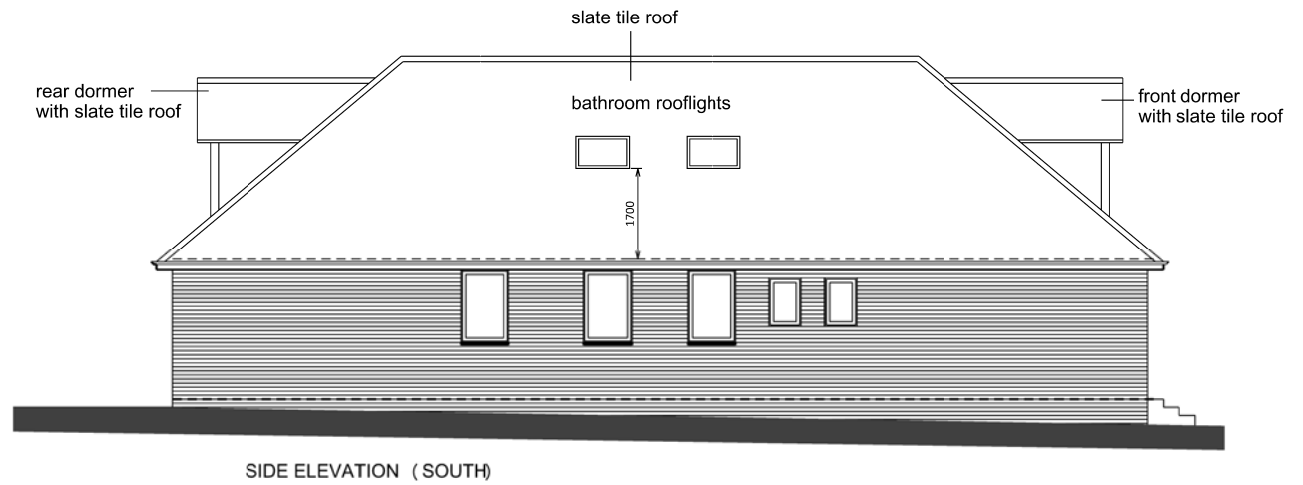 slate tile roof
rear dormer
with slate tile roof
bathroom rooflights
front dormer
with slate tile roof
1700
SIDE ELEVATION ( SOUTH)